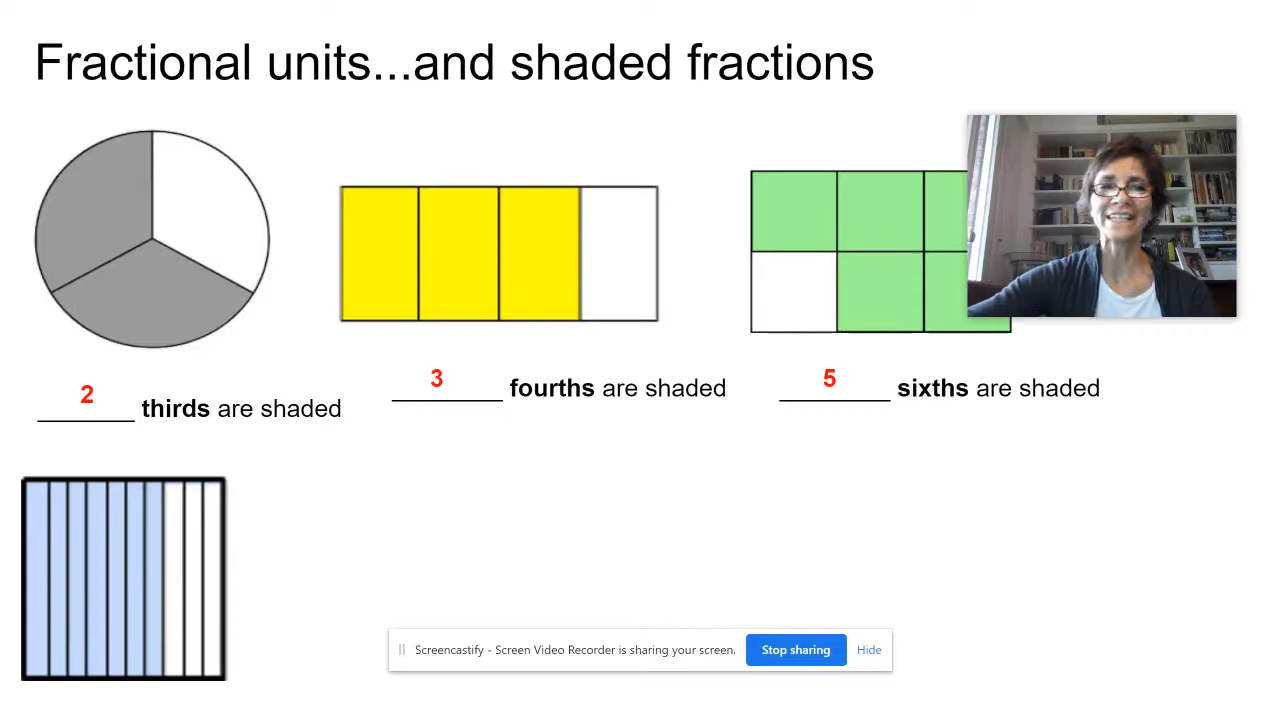 Fractional units...and shaded fractions
2 thirds are shaded
3 fourths are shaded
5 sixths are shaded
Screencastify - Screen Video Recorder is sharing your screen. Stop sharing Hide